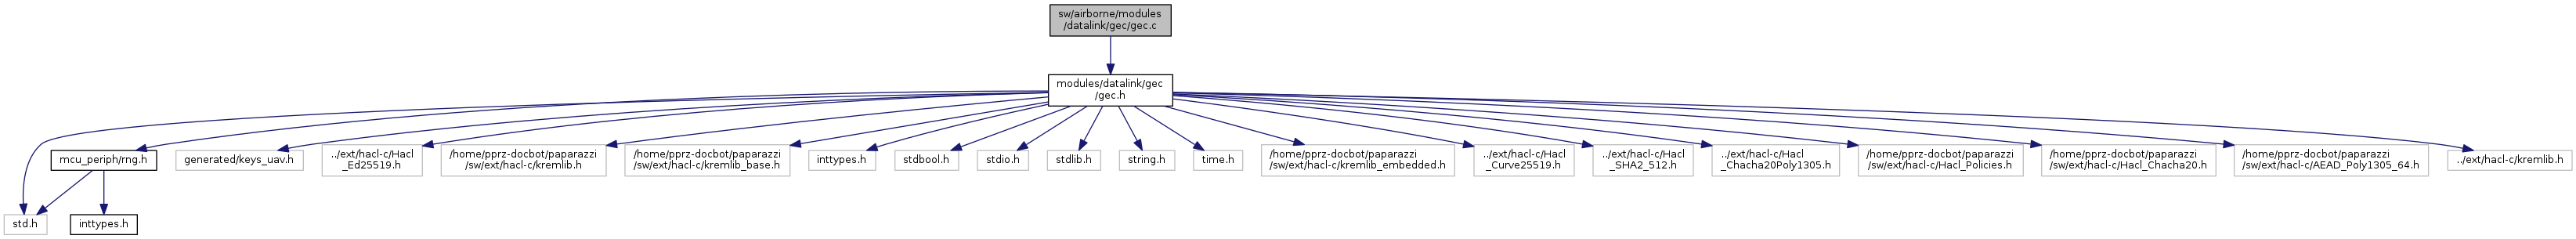 sw/airborne/modules
/datalink/gec/gec.c
modules/datalink/gec
/gec.h
mcu_periph/rng.h
generated/keys_uav.h
../ext/hacl-c/Hacl
_Ed25519.h
/home/pprz-docbot/paparazzi
/sw/ext/hacl-c/kremlib.h
/home/pprz-docbot/paparazzi
/sw/ext/hacl-c/kremlib_base.h
inttypes.h
stdbool.h
stdio.h
stdlib.h
string.h
time.h
/home/pprz-docbot/paparazzi
/sw/ext/hacl-c/kremlib_embedded.h
../ext/hacl-c/Hacl
_Curve25519.h
../ext/hacl-c/Hacl
_SHA2_512.h
../ext/hacl-c/Hacl
_Chacha20Poly1305.h
/home/pprz-docbot/paparazzi
/sw/ext/hacl-c/Hacl_Policies.h
/home/pprz-docbot/paparazzi
/sw/ext/hacl-c/Hacl_Chacha20.h
/home/pprz-docbot/paparazzi
/sw/ext/hacl-c/AEAD_Poly1305_64.h
../ext/hacl-c/kremlib.h
std.h
inttypes.h